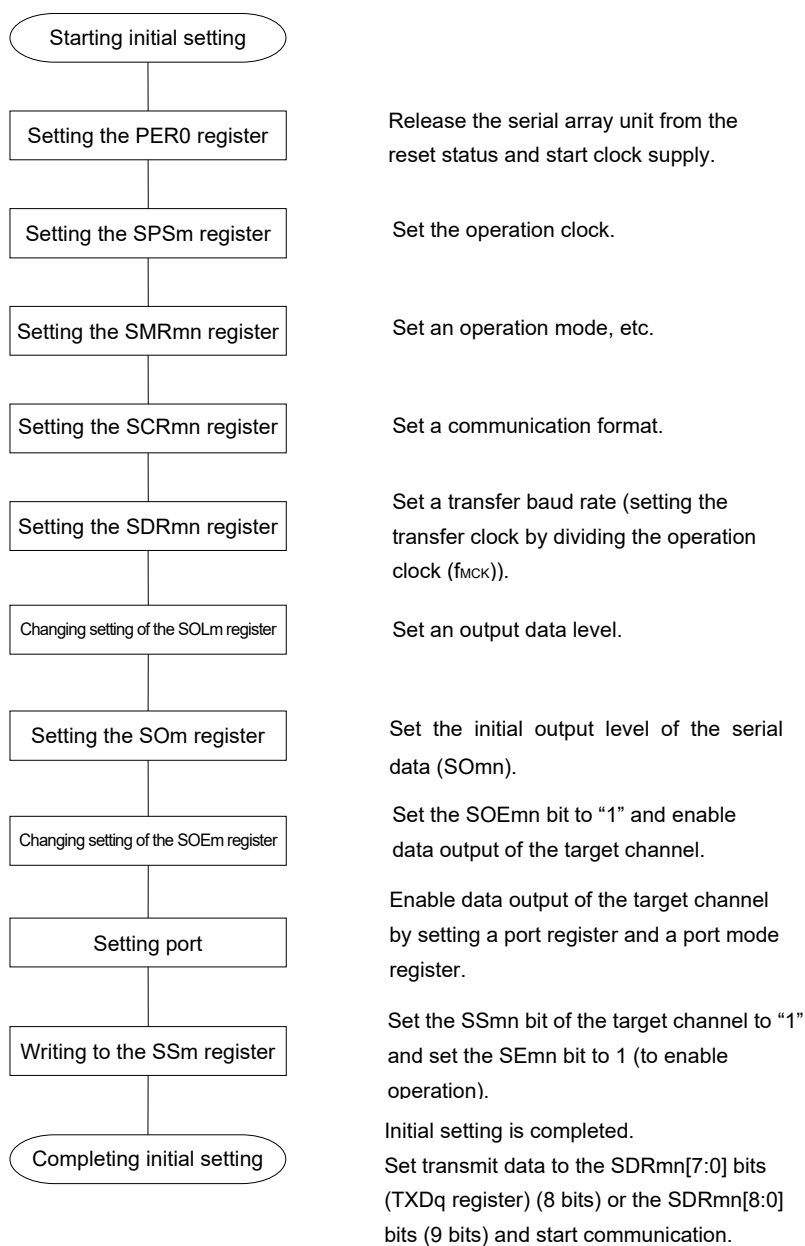 Starting initial setting
Setting the PER0 register
Release the serial array unit from the
reset status and start clock supply.
Setting the SPSm register
Set the operation clock.
Setting the SMRmn register
Set an operation mode, etc.
Setting the SCRmn register
Set a communication format.
Setting the SDRmn register
Set a transfer baud rate (setting the
transfer clock by dividing the operation
clock (fMCK)).
Changing setting of the SOLm register
Set an output data level.
Setting the SOm register
Set the initial output level of the serial
data (SOmn).
Changing setting of the SOEm register
Set the SOEmn bit to “1” and enable
data output of the target channel.
Setting port
Enable data output of the target channel
by setting a port register and a port mode
register.
Writing to the SSm register
Set the SSmn bit of the target channel to “1”
and set the SEmn bit to 1 (to enable
operation).
Completing initial setting
Initial setting is completed.
Set transmit data to the SDRmn[7:0] bits
(TXDq register) (8 bits) or the SDRmn[8:0]
bits (9 bits) and start communication.